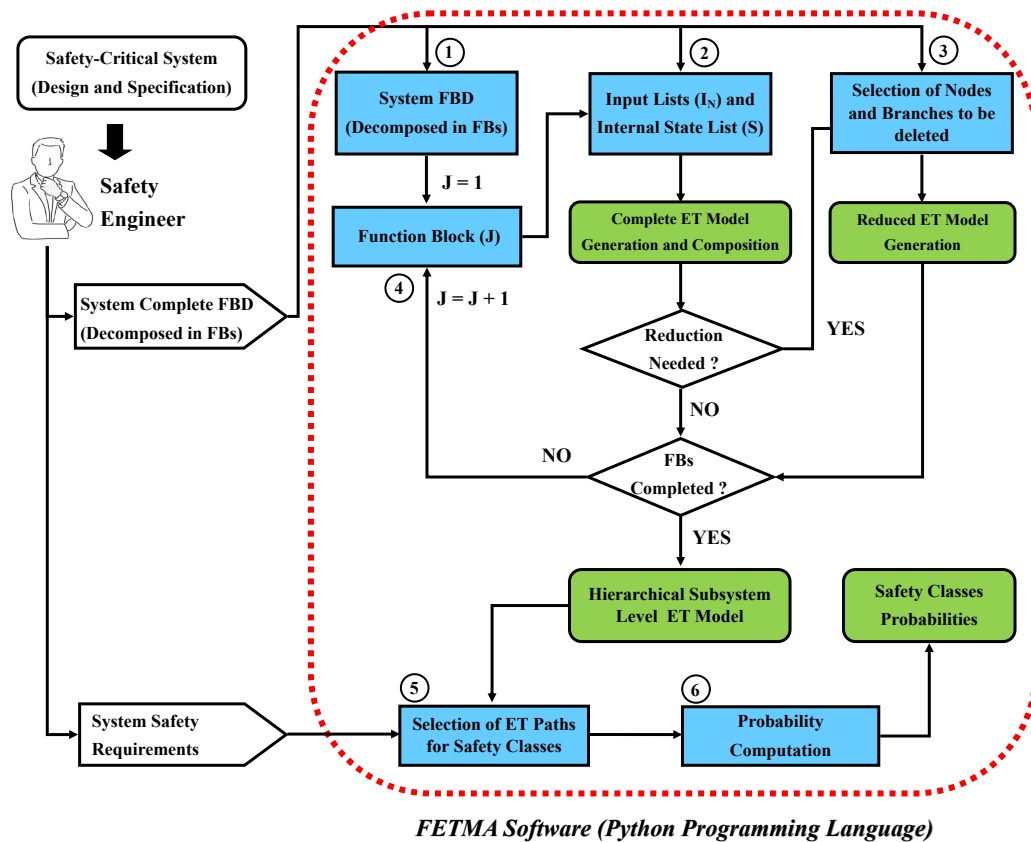 Safety-Critical System
(Design and Specification)
Safety
Engineer
System Complete FBD
(Decomposed in FBs)
System Safety
Requirements
1
System FBD
(Decomposed in FBs)
J = 1
Function Block (J)
4
J = J + 1
2
Input Lists (I_N) and
Internal State List (S)
Complete ET Model
Generation and Composition
Reduction
Needed ?
YES
NO
3
Selection of Nodes
and Branches to be
deleted
Reduced ET Model
Generation
FBs
Completed ?
NO
YES
Hierarchical Subsystem
Level ET Model
Safety Classes
Probabilities
5
Selection of ET Paths
for Safety Classes
6
Probability
Computation
FETMA Software (Python Programming Language)